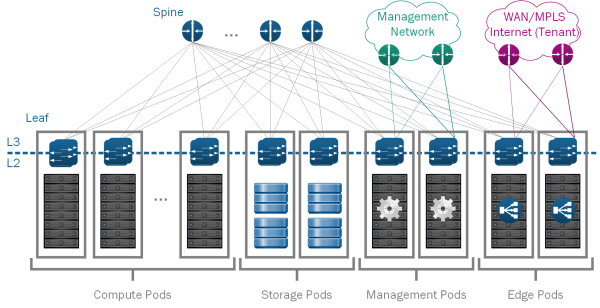 Spine
...
Management
Network
WAN/MPLS
Internet (Tenant)
Leaf
L3
L2
...
Compute Pods
Storage Pods
Management Pods
Edge Pods